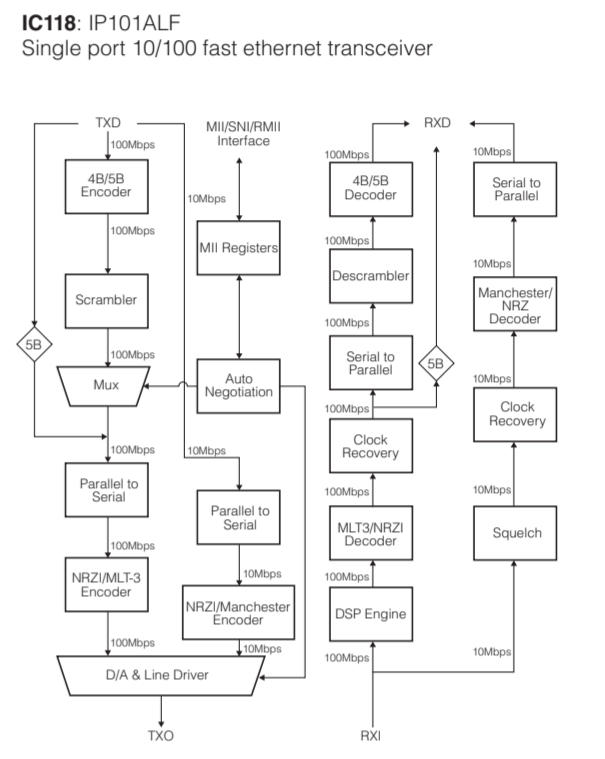 IC118: IP101ALF
Single port 10/100 fast ethernet transceiver
TXD
100Mbps
4B/5B
Encoder
100Mbps
Scrambler
100Mbps
5B
Mux
100Mbps
Parallel to
Serial
100Mbps
NRZI/MLT-3
Encoder
100Mbps
D/A & Line Driver
TXO
MII/SNI/RMII
Interface
10Mbps
MII Registers
Auto
Negotiation
10Mbps
Parallel to
Serial
10Mbps
NRZI/Manchester
Encoder
10Mbps
RXD
100Mbps
4B/5B
Decoder
100Mbps
Descrambler
100Mbps
Serial to
Parallel
5B
100Mbps
Clock
Recovery
100Mbps
MLT3/NRZI
Decoder
100Mbps
DSP Engine
100Mbps
RXI
10Mbps
Serial to
Parallel
10Mbps
Manchester/
NRZ
Decoder
10Mbps
Clock
Recovery
10Mbps
Squelch
10Mbps